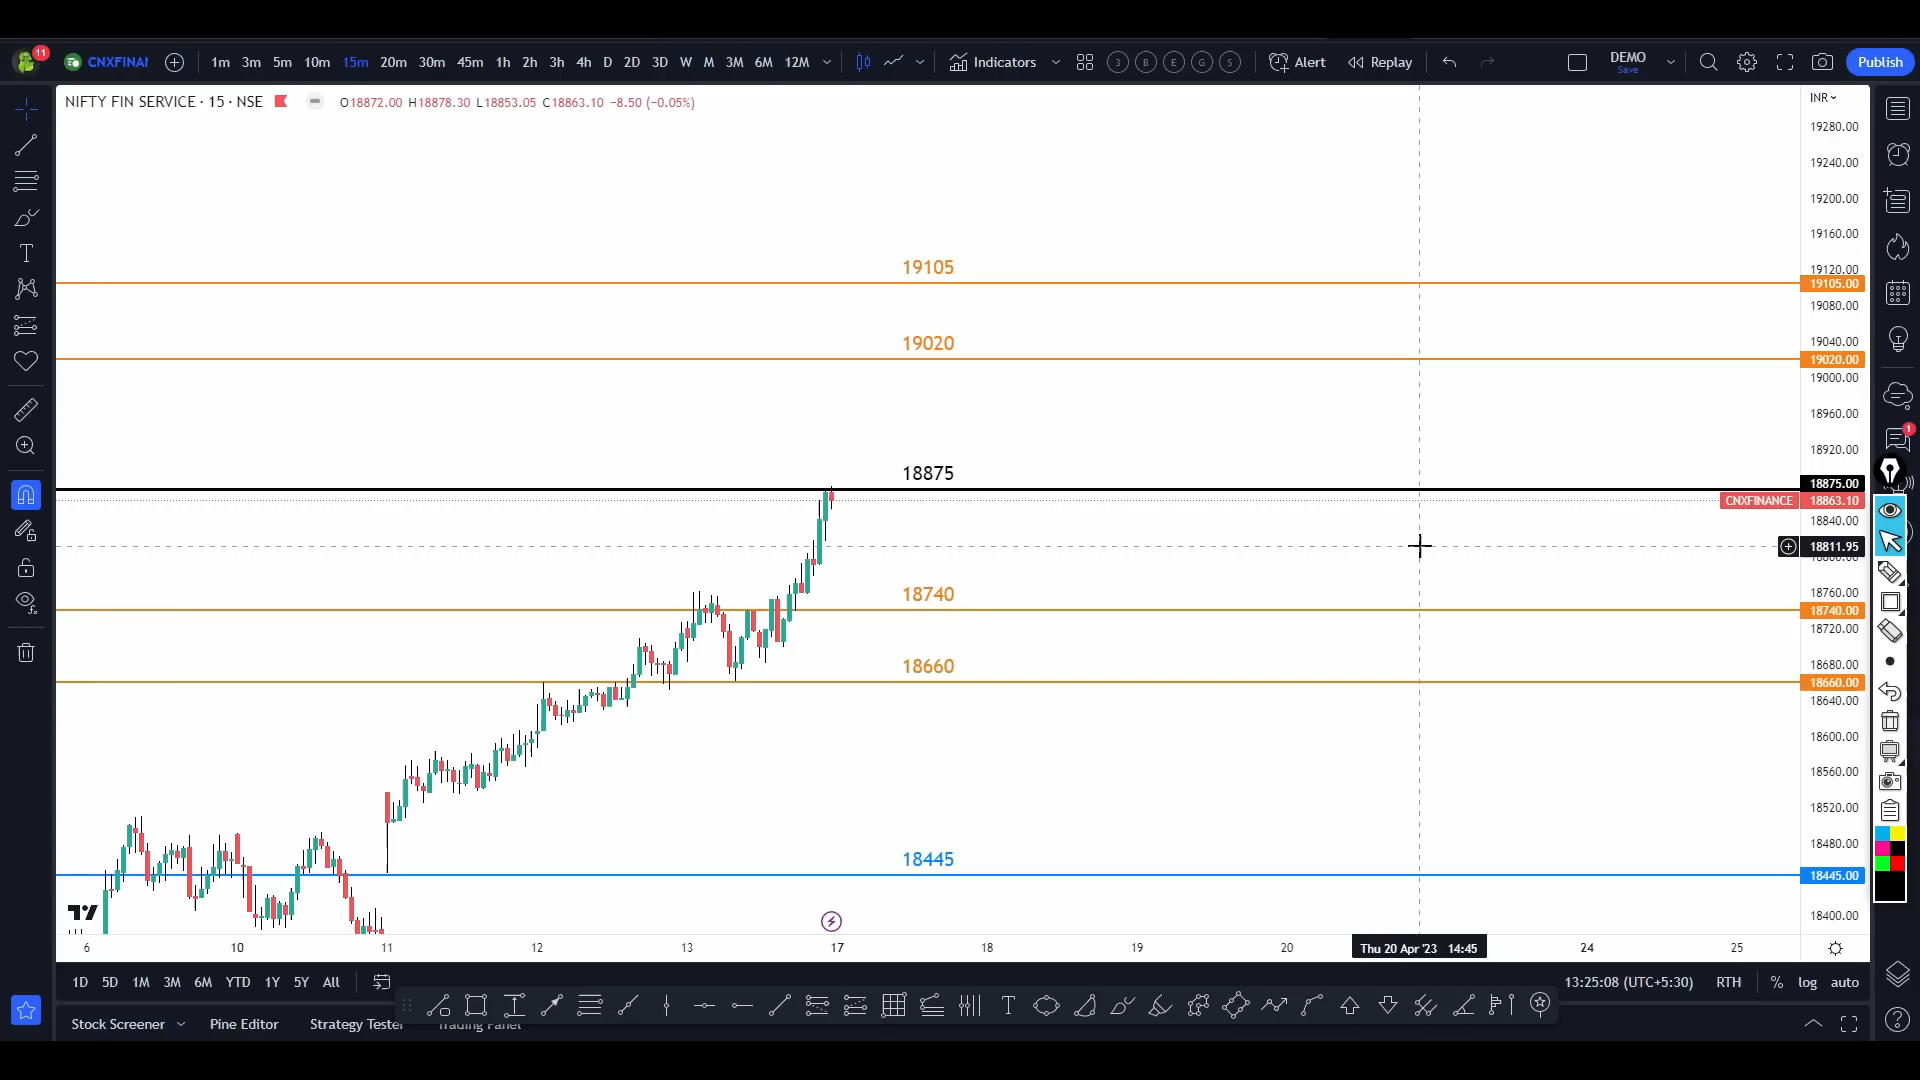 11
CNXFINAI
1m 3m 5m 10m 15m 20m 30m 45m 1h 2h 3h 4h D 2D 3D W M 3M 6M 12M
Indicators
3 B E G S
Alert
Replay
DEMO
Save
Publish
NIFTY FIN SERVICE · 15 · NSE
O18872.00 H18878.30 L18853.05 C18863.10 −8.50 (−0.05%)
INR
19280.00
19240.00
19200.00
19160.00
19105
19120.00
19105.00
19080.00
19020
19040.00
19020.00
19000.00
18960.00
18920.00
18875
18875.00
CNXFINANCE 18863.10
18840.00
18811.95
18740
18760.00
18740.00
18720.00
18660
18680.00
18660.00
18640.00
18600.00
18560.00
18520.00
18480.00
18445
18445.00
18400.00
1
6 10 11 12 13 17 18 19 20 Thu 20 Apr '23 14:45 24 25
1D 5D 1M 3M 6M YTD 1Y 5Y All
13:25:08 (UTC+5:30) RTH % log auto
Stock Screener
Pine Editor
Strategy Tester
Trading Panel